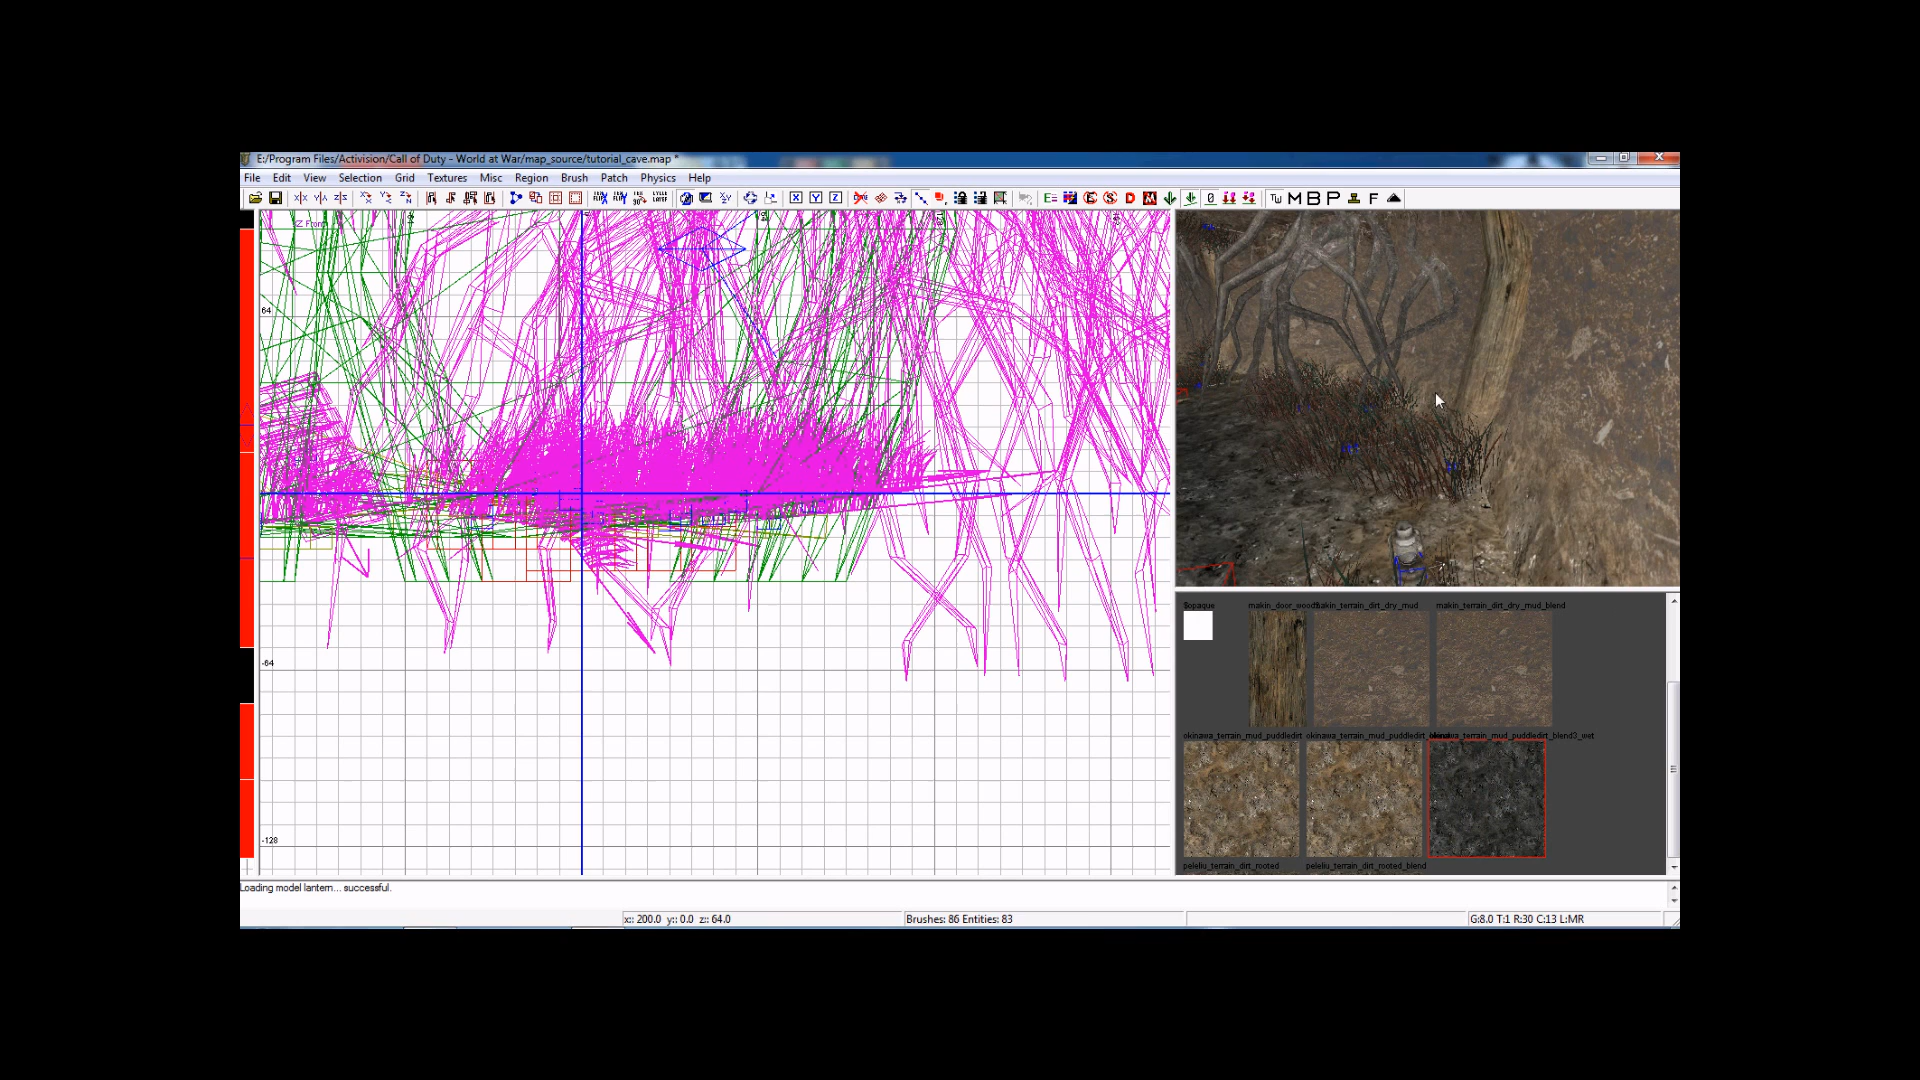 E:/Program Files/Activision/Call of Duty - World at War/map_source/tutorial_cave.map *
File Edit View Selection Grid Textures Misc Region Brush Patch Physics Help
M B P F
64
-64
-128
$opaque makin_terrain_dirt_dry_mud makin_terrain_dirt_dry_mud_blend
okinawa_terrain_mud_puddledirt okinawa_terrain_mud_puddledirt
peleliu_terrain_dirt_rooted peleliu_terrain_dirt_rooted_blend
Loading model lantern... successful.
x:: 200.0 y:: 0.0 z:: 64.0 Brushes: 86 Entities: 83 G:8.0 T:1 R:30 C:13 L:MR